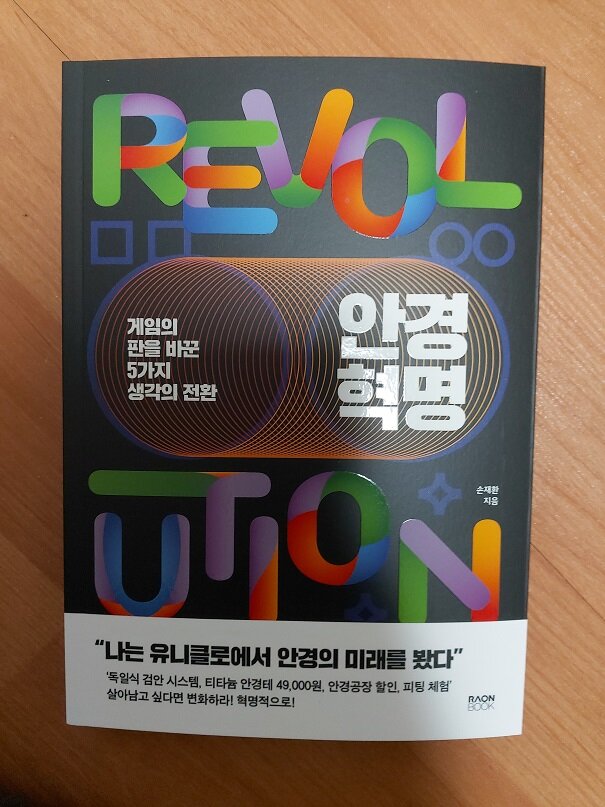 REVOL
게임의
판을 바꾼
5가지
생각의 전환
안경
혁명
UTION
손재환
지음
“나는 유니클로에서 안경의 미래를 봤다”
‘독일식 검안 시스템, 티타늄 안경테 49,000원, 안경공장 할인, 피팅 체험’
살아남고 싶다면 변화하라! 혁명적으로!
RAON
BOOK